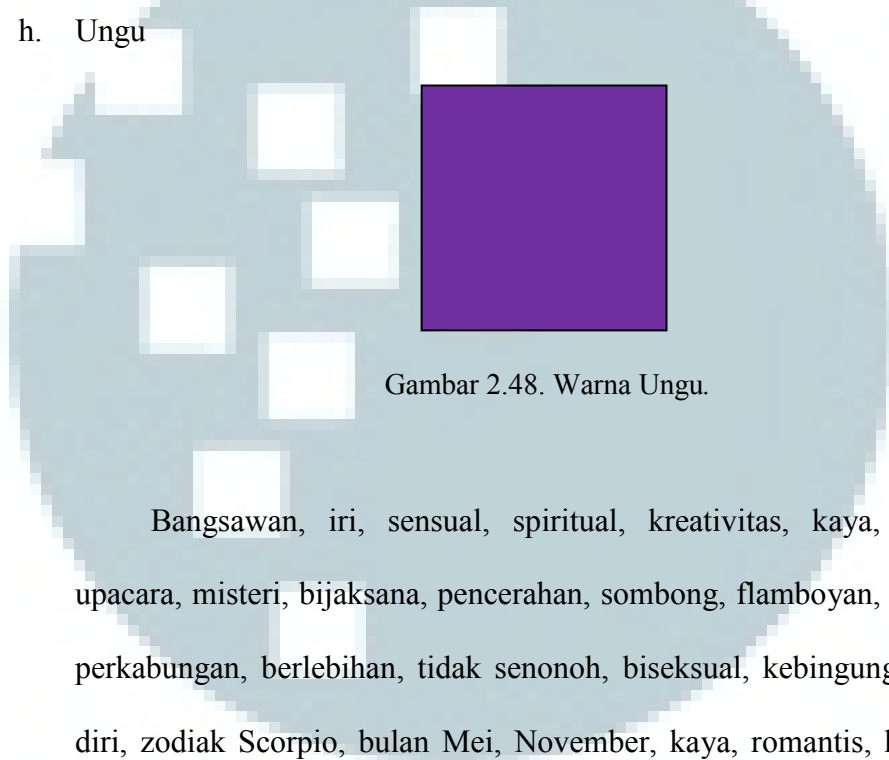 h. Ungu
Gambar 2.48. Warna Ungu.
Bangsawan, iri, sensual, spiritual, kreativitas, kaya,
upacara, misteri, bijaksana, pencerahan, sombong, flamboyan,
perkabungan, berlebihan, tidak senonoh, biseksual,
diri, zodiak Scorpio, bulan Mei, November, kaya, romantis,